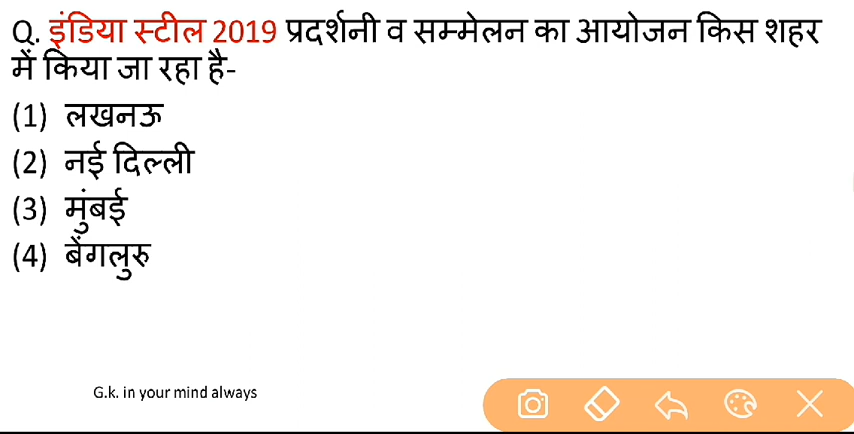 Q. इंडिया स्टील 2019 प्रदर्शनी व सम्मेलन का आयोजन किस शहर
में किया जा रहा है-
(1) लखनऊ
(2) नई दिल्ली
(3) मुंबई
(4) बेंगलुरु
G.k. in your mind always